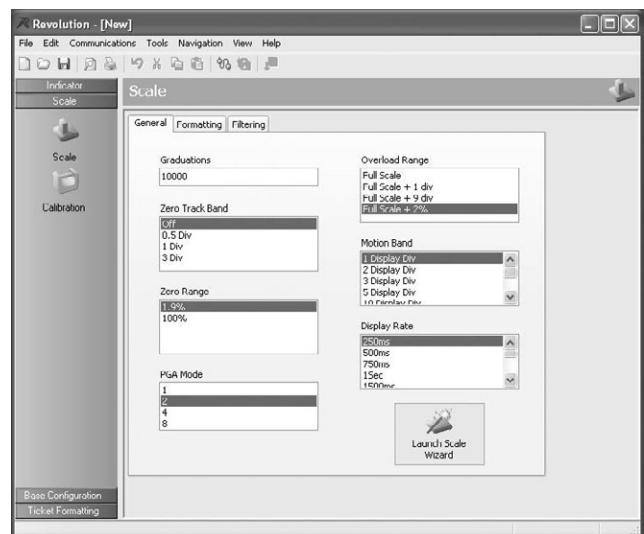 Revolution - [New]
File Edit Communications Tools Navigation View Help
Indicator
Scale
Scale
Calibration
Base Configuration
Ticket Formatting
Scale
General Formatting Filtering
Graduations
10000
Zero Track Band
Off
0.5 Div
1 Div
3 Div
Zero Range
1.9%
100%
PGA Mode
1
2
4
8
Overload Range
Full Scale
Full Scale + 1 div
Full Scale + 9 div
Full Scale + 2%
Motion Band
1 Display Div
2 Display Div
3 Display Div
5 Display Div
10 Display Div
Display Rate
250ms
500ms
750ms
1Sec
1500ms
Launch Scale
Wizard